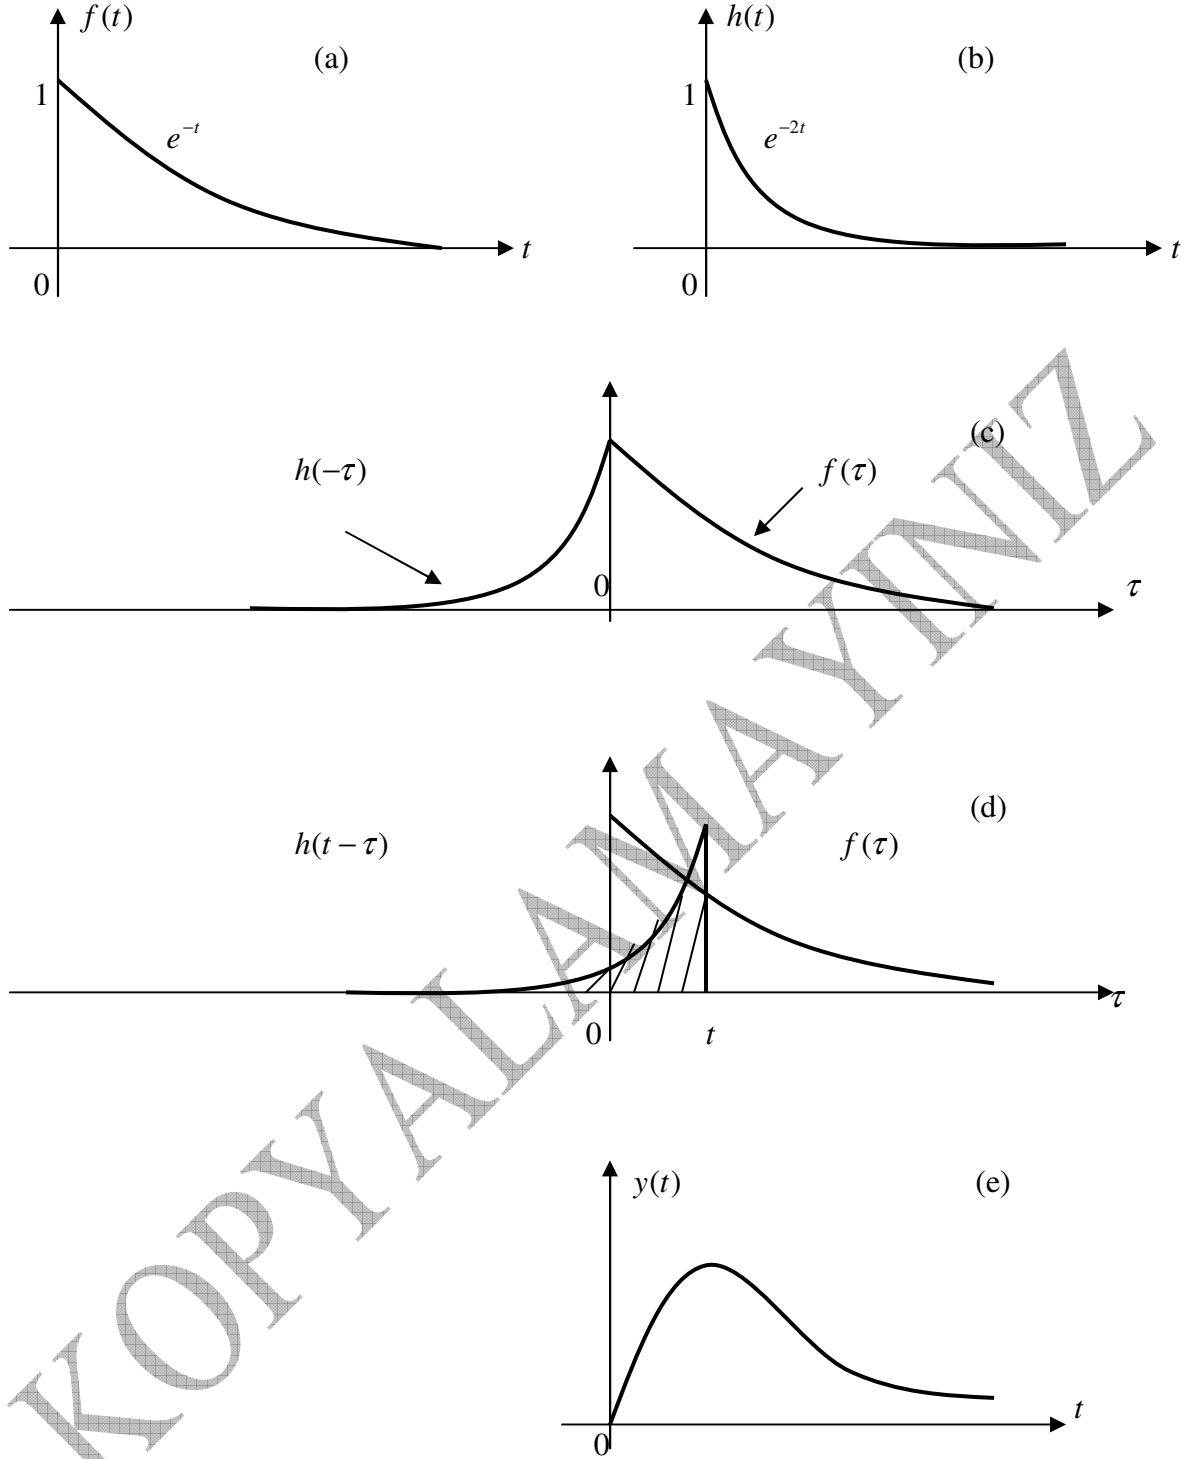 f(t)
(a)
1
e^{-t}
t
0
h(t)
(b)
1
e^{-2t}
t
0
(c)
h(−τ)
f(τ)
0
τ
(d)
h(t − τ)
f(τ)
τ
0
t
y(t)
(e)
t
0
KOPYALAMAYINIZ